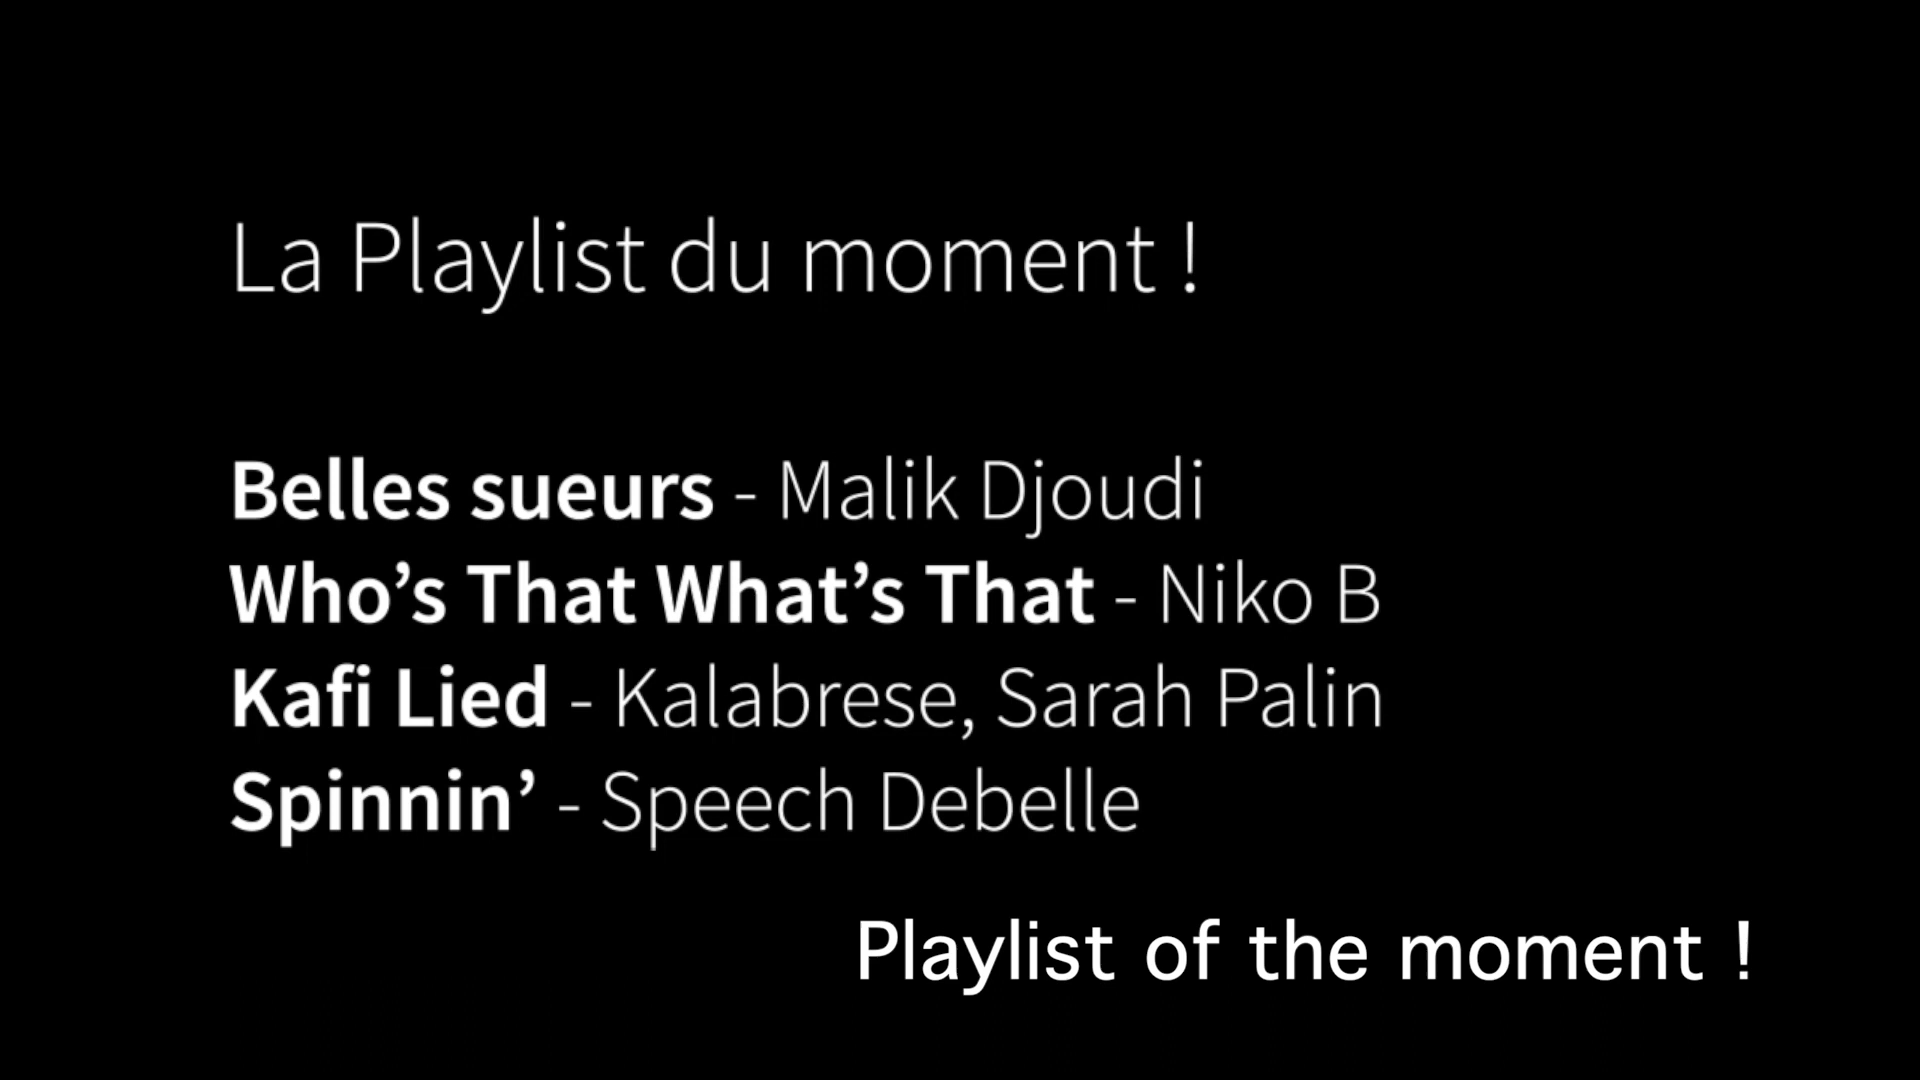 La Playlist du moment !
Belles sueurs - Malik Djoudi
Who’s That What’s That - Niko B
Kafi Lied - Kalabrese, Sarah Palin
Spinnin’ - Speech Debelle
Playlist of the moment !